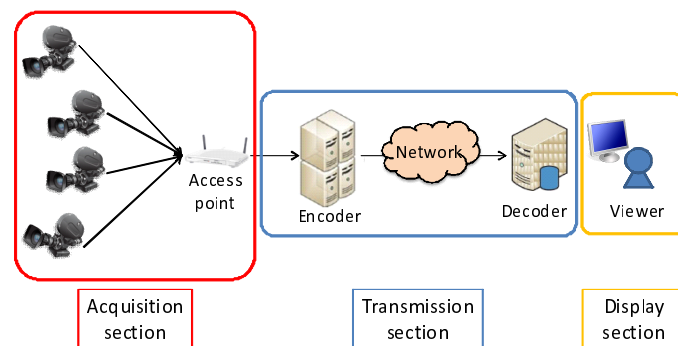 Access
point
Encoder
Network
Decoder
Viewer
Acquisition
section
Transmission
section
Display
section